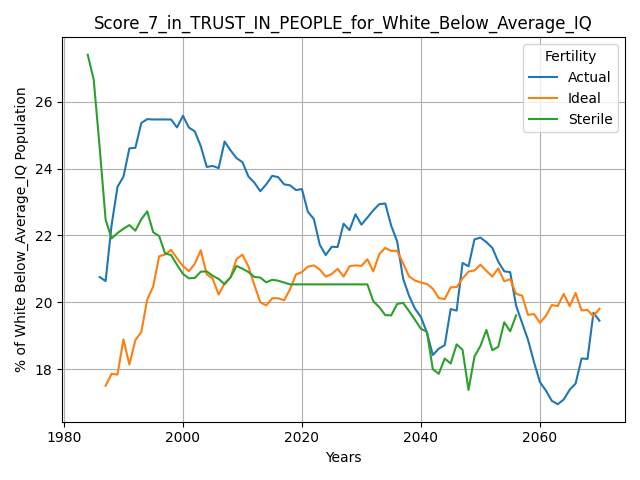 Score_7_in_TRUST_IN_PEOPLE_for_White_Below_Average_IQ
Fertility
Actual
Ideal
Sterile
% of White Below_Average_IQ Population
26
24
22
20
18
1980
2000
2020
2040
2060
Years